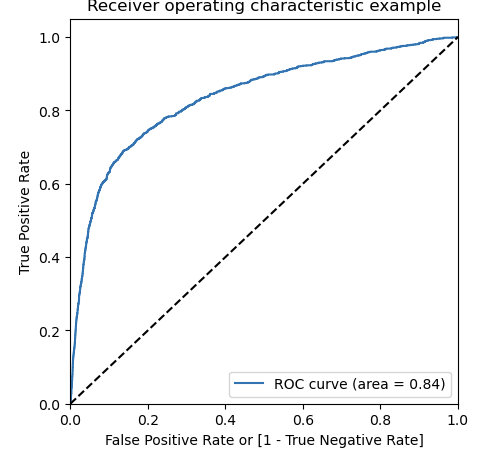 Receiver operating characteristic example
1.0
0.8
0.6
0.4
0.2
0.0
True Positive Rate
ROC curve (area = 0.84)
0.0 0.2 0.4 0.6 0.8 1.0
False Positive Rate or [1 - True Negative Rate]